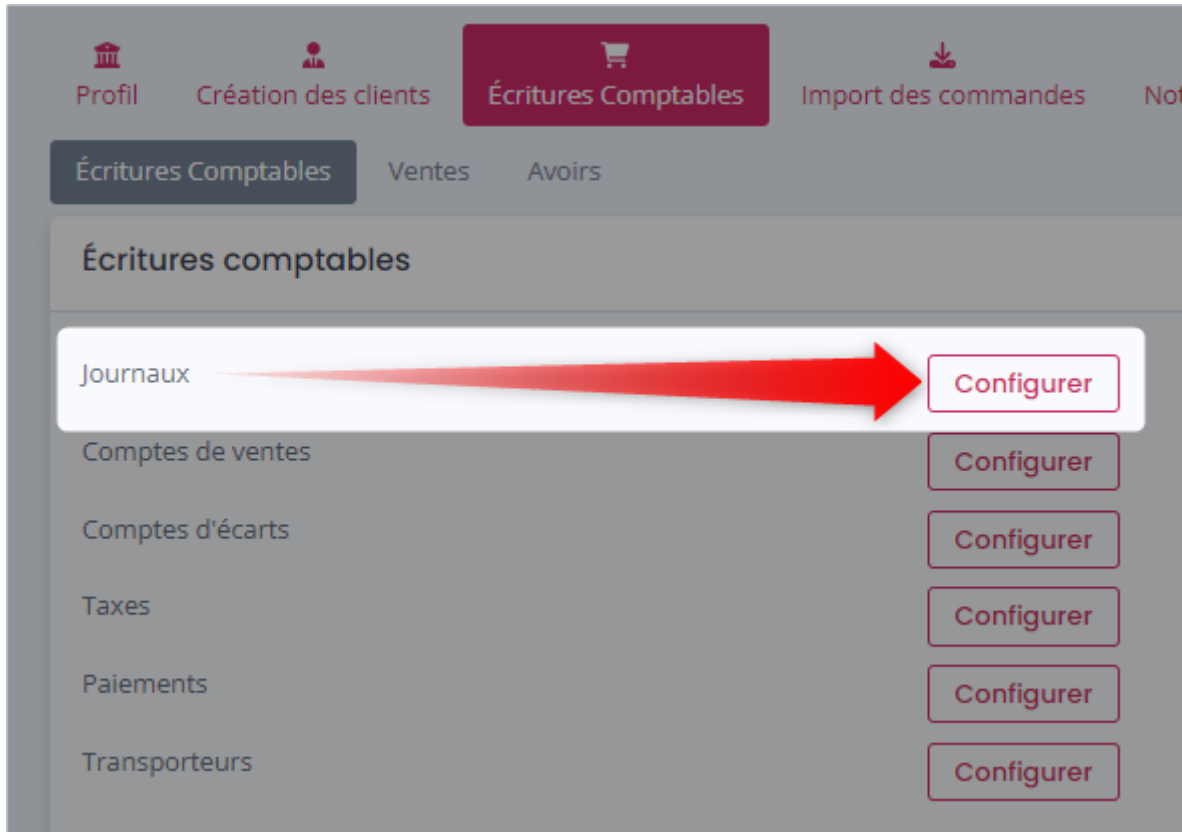 Profil
Création des clients
Écritures Comptables
Import des commandes
Not
Écritures Comptables
Ventes
Avoirs
Écritures comptables
Journaux
Configurer
Comptes de ventes
Configurer
Comptes d'écarts
Configurer
Taxes
Configurer
Paiements
Configurer
Transporteurs
Configurer